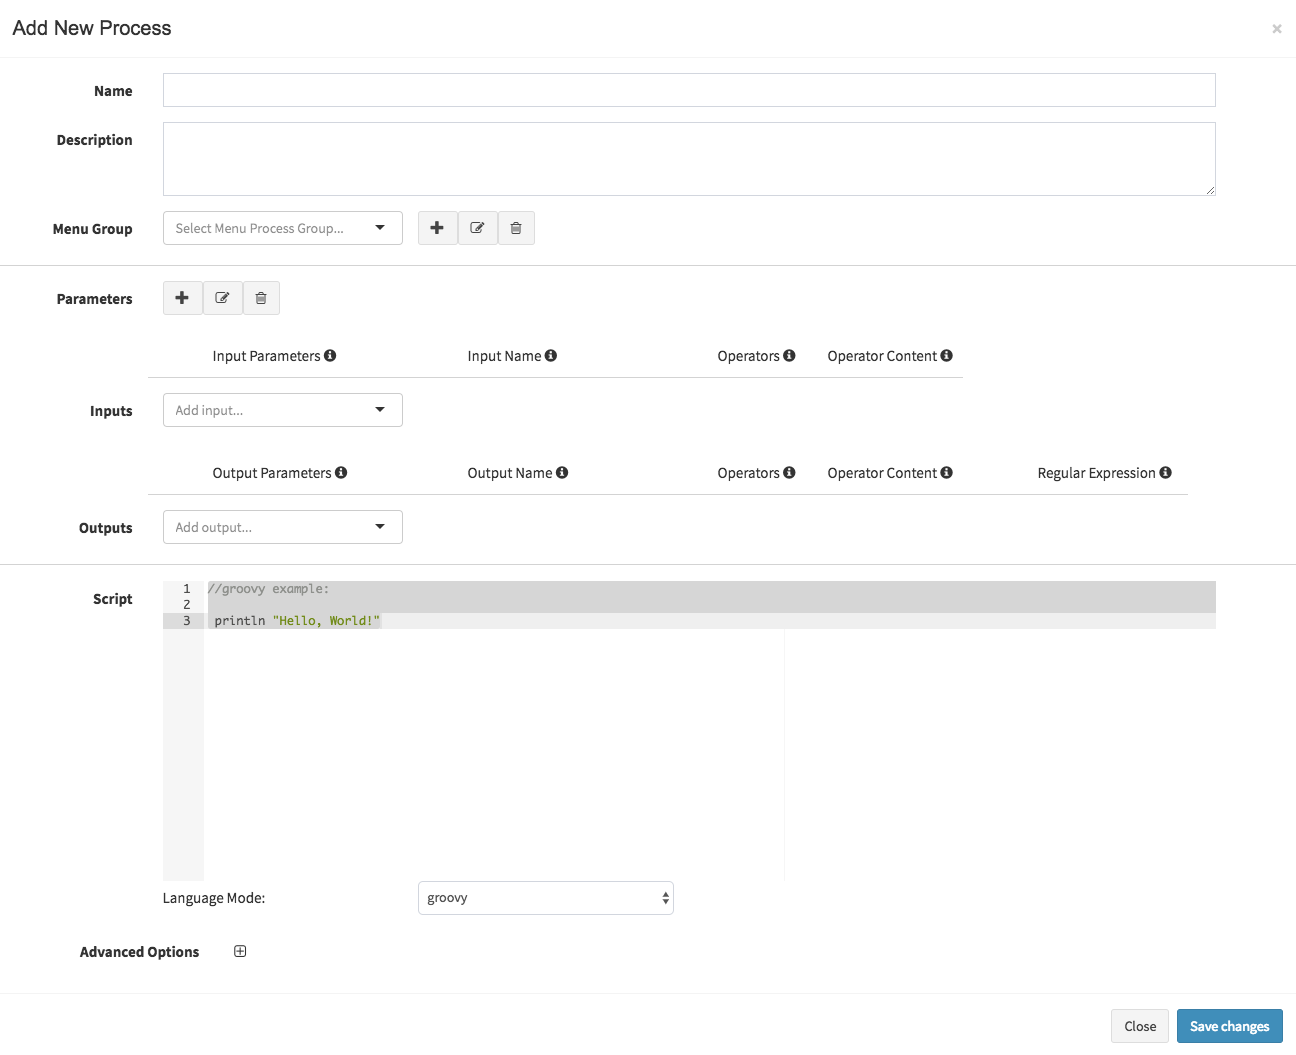 Add New Process
×
Name
Description
Menu Group Select Menu Process Group...
Parameters
Input Parameters Input Name Operators Operator Content
Inputs Add input...
Output Parameters Output Name Operators Operator Content Regular Expression
Outputs Add output...
Script 1 //groovy example:
2
3 println "Hello, World!"
Language Mode: groovy
Advanced Options
Close Save changes